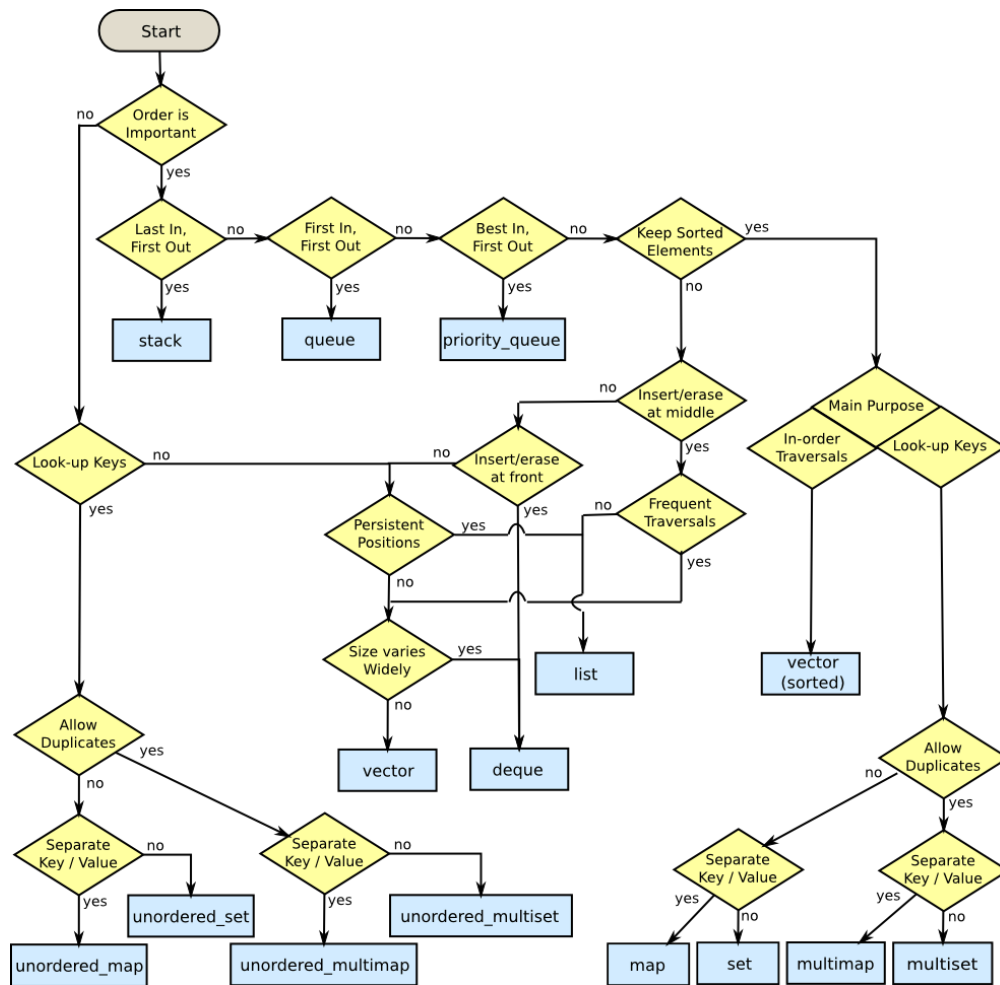 Start
no
Order is
Important
yes
Last In,
First Out
no
First In,
First Out
no
Best In,
First Out
no
Keep Sorted
Elements
yes
yes
yes
yes
no
stack
queue
priority_queue
no
Insert/erase
at middle
Main Purpose
yes
In-order
Traversals
Look-up Keys
Look-up Keys
no
no
Insert/erase
at front
yes
yes
Persistent
Positions
yes
no
Frequent
Traversals
no
yes
Size varies
Widely
yes
no
list
vector
(sorted)
Allow
Duplicates
yes
no
vector
deque
Allow
Duplicates
no
yes
Separate
Key / Value
no
yes
Separate
Key / Value
no
yes
Separate
Key / Value
yes
no
Separate
Key / Value
yes
no
unordered_set
unordered_multiset
unordered_map
unordered_multimap
map
set
multimap
multiset